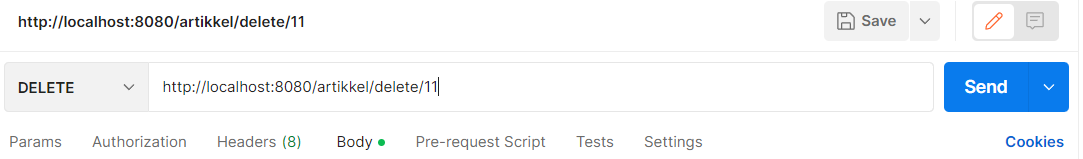 http://localhost:8080/artikkel/delete/11 Save
DELETE http://localhost:8080/artikkel/delete/11 Send
Params Authorization Headers (8) Body Pre-request Script Tests Settings Cookies